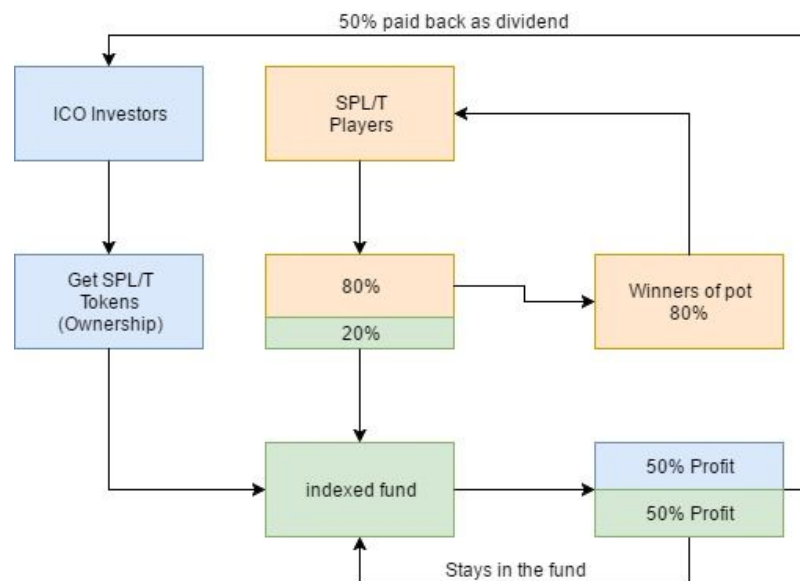 50% paid back as dividend
ICO Investors
SPL/T
Players
Get SPL/T
Tokens
(Ownership)
80%
20%
Winners of pot
80%
indexed fund
50% Profit
50% Profit
Stays in the fund